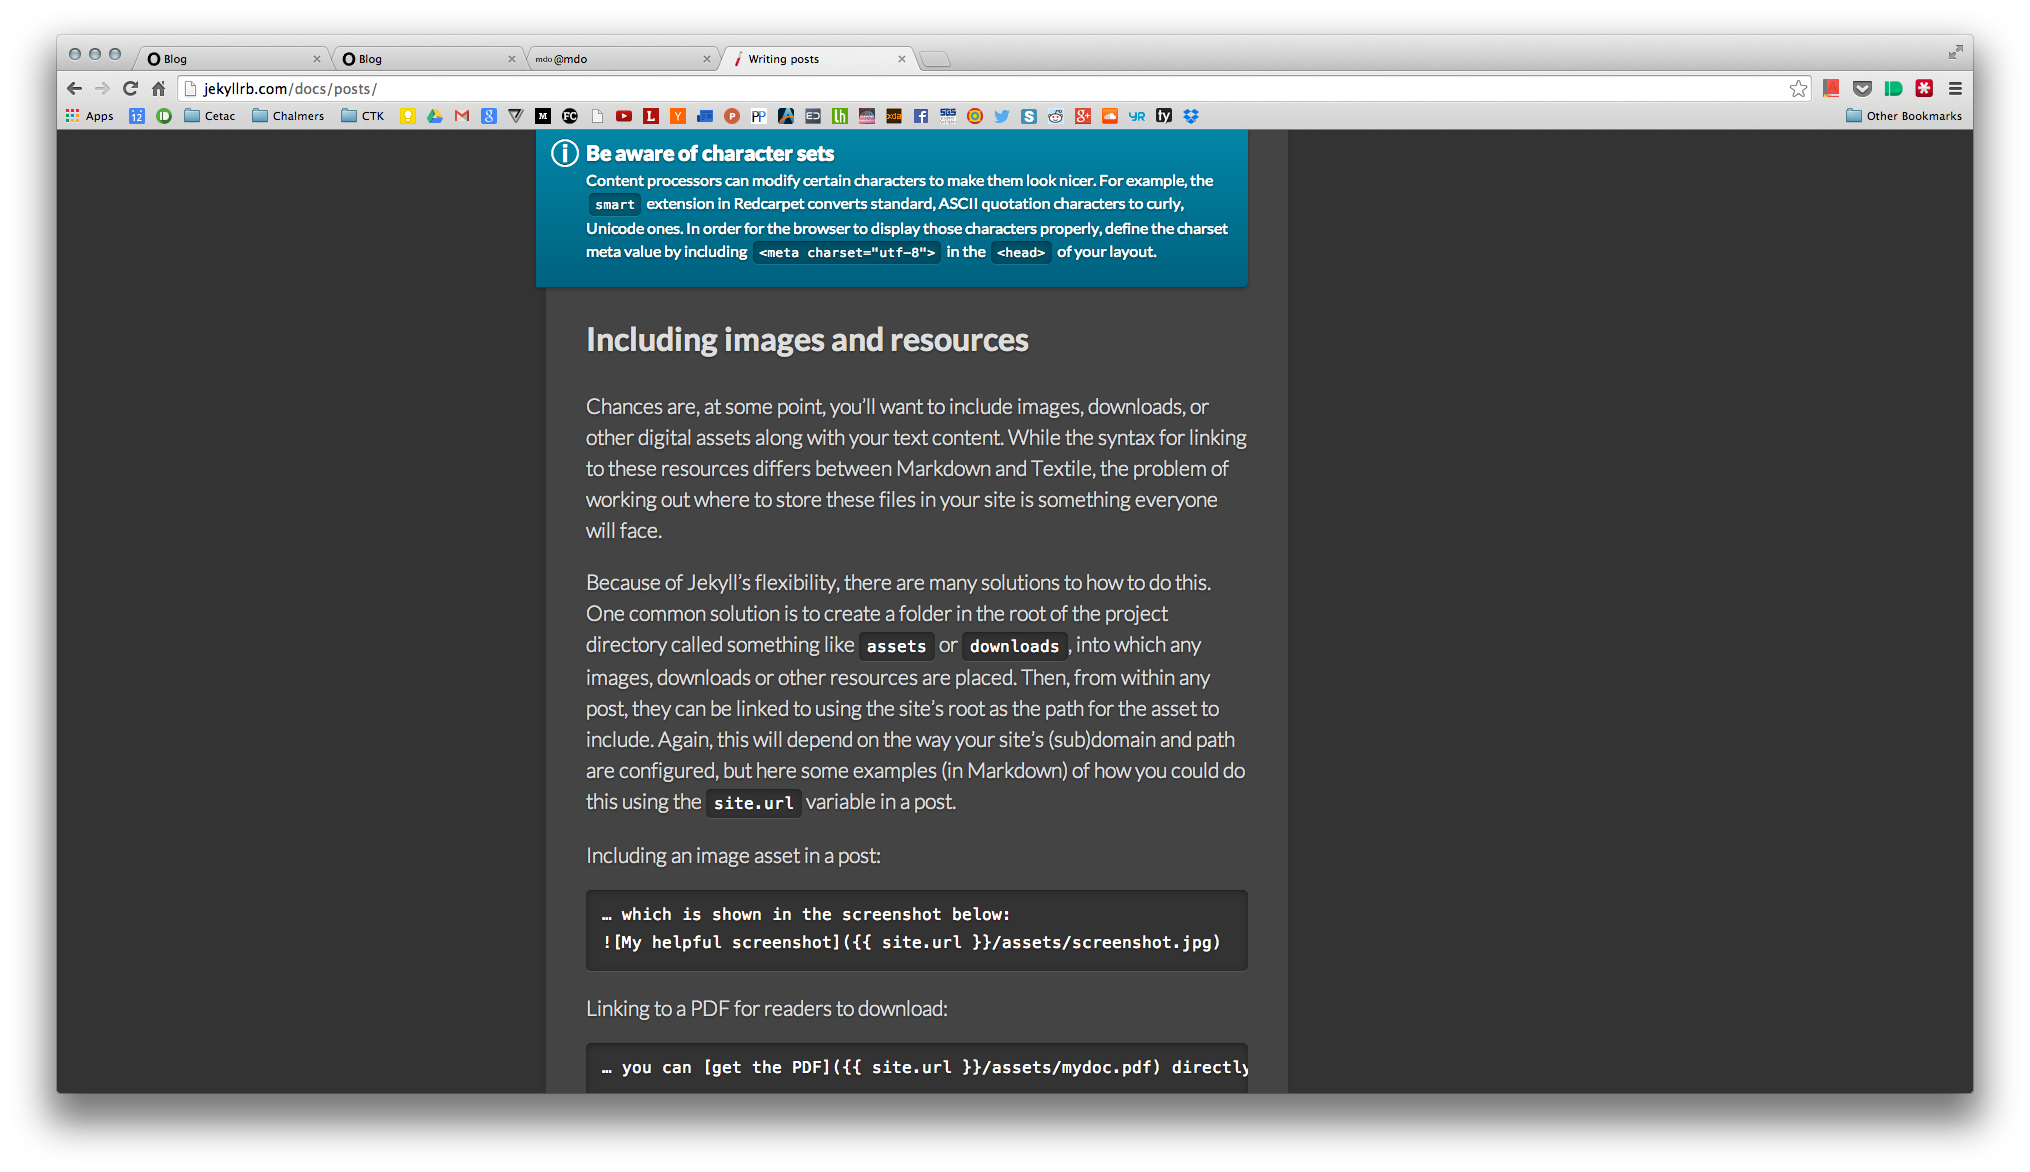 Blog
Blog
mdo @mdo
Writing posts
jekyllrb.com/docs/posts/
Apps
12
Cetac
Chalmers
CTK
Other Bookmarks
Be aware of character sets
Content processors can modify certain characters to make them look nicer. For example, the
smart extension in Redcarpet converts standard, ASCII quotation characters to curly,
Unicode ones. In order for the browser to display those characters properly, define the charset
meta value by including <meta charset="utf-8"> in the <head> of your layout.
Including images and resources
Chances are, at some point, you’ll want to include images, downloads, or
other digital assets along with your text content. While the syntax for linking
to these resources differs between Markdown and Textile, the problem of
working out where to store these files in your site is something everyone
will face.
Because of Jekyll’s flexibility, there are many solutions to how to do this.
One common solution is to create a folder in the root of the project
directory called something like assets or downloads, into which any
images, downloads or other resources are placed. Then, from within any
post, they can be linked to using the site’s root as the path for the asset to
include. Again, this will depend on the way your site’s (sub)domain and path
are configured, but here some examples (in Markdown) of how you could do
this using the site.url variable in a post.
Including an image asset in a post:
… which is shown in the screenshot below:
![My helpful screenshot]({{ site.url }}/assets/screenshot.jpg)
Linking to a PDF for readers to download:
… you can [get the PDF]({{ site.url }}/assets/mydoc.pdf) directly